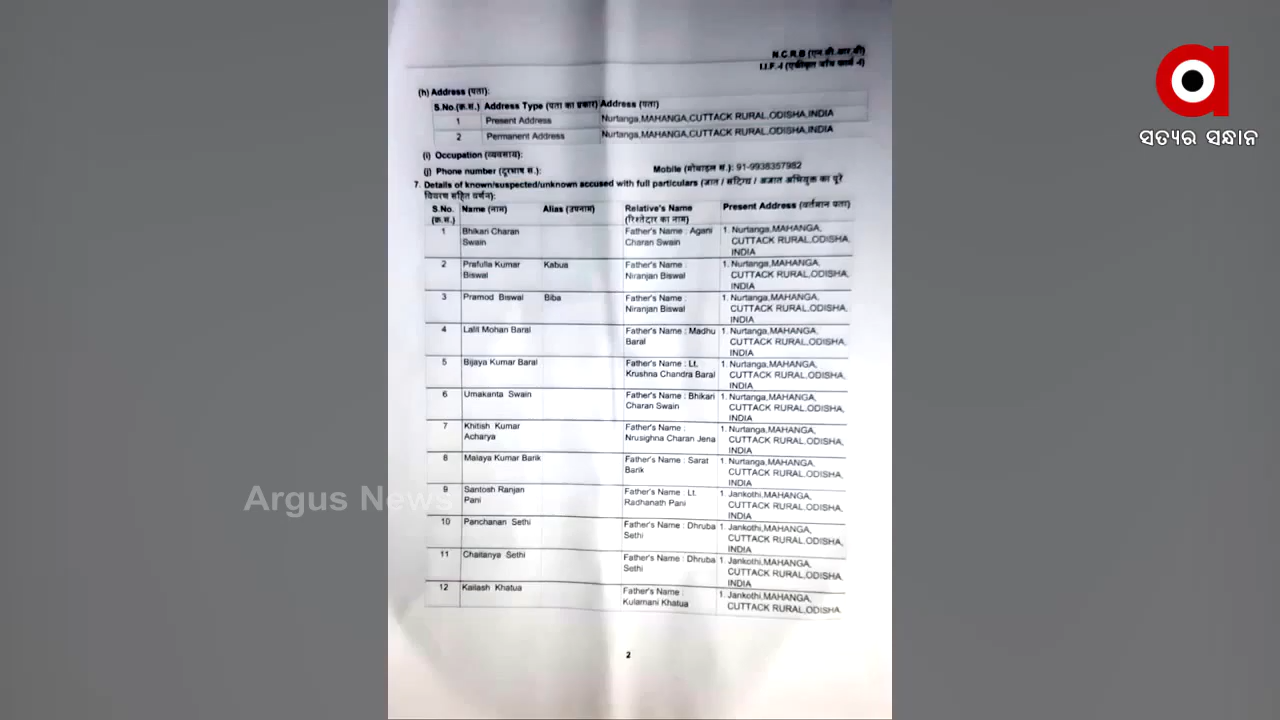 N.C.R.B (एन.सी.आर.बी)
I.I.F.-I (एकीकृत जाँच फार्म -I)
(h) Address (पता):
S.No.(क्र.सं.) Address Type (पता का प्रकार) Address (पता)
1 Present Address Nurtanga,MAHANGA,CUTTACK RURAL,ODISHA,INDIA
2 Permanent Address Nurtanga,MAHANGA,CUTTACK RURAL,ODISHA,INDIA
(i) Occupation (व्यवसाय):
(j) Phone number (दूरभाष सं.): Mobile (मोबाइल सं.): 91-9938357982
7. Details of known/suspected/unknown accused with full particulars (ज्ञात / संदिग्ध / अज्ञात अभियुक्त का पूरे
विवरण सहित वर्णन):
S.No. Name (नाम) Alias (उपनाम) Relative's Name Present Address (वर्तमान पता)
(क्र.सं.) (रिश्तेदार का नाम)
1 Bhikari Charan Father's Name : Agani 1. Nurtanga,MAHANGA,
Swain Charan Swain CUTTACK RURAL,ODISHA,
INDIA
2 Prafulla Kumar Kabua Father's Name : 1. Nurtanga,MAHANGA,
Biswal Niranjan Biswal CUTTACK RURAL,ODISHA,
INDIA
3 Pramod Biswal Biba Father's Name : 1. Nurtanga,MAHANGA,
Niranjan Biswal CUTTACK RURAL,ODISHA,
INDIA
4 Lalit Mohan Baral Father's Name : Madhu 1. Nurtanga,MAHANGA,
Baral CUTTACK RURAL,ODISHA,
INDIA
5 Bijaya Kumar Baral Father's Name : Lt. 1. Nurtanga,MAHANGA,
Krushna Chandra Baral CUTTACK RURAL,ODISHA,
INDIA
6 Umakanta Swain Father's Name : Bhikari 1. Nurtanga,MAHANGA,
Charan Swain CUTTACK RURAL,ODISHA,
INDIA
7 Khitish Kumar Father's Name : 1. Nurtanga,MAHANGA,
Acharya Nrusighna Charan Jena CUTTACK RURAL,ODISHA,
INDIA
8 Malaya Kumar Barik Father's Name : Sarat 1. Nurtanga,MAHANGA,
Barik CUTTACK RURAL,ODISHA,
INDIA
9 Santosh Ranjan Father's Name : Lt. 1. Jankothi,MAHANGA,
Pani Radhanath Pani CUTTACK RURAL,ODISHA,
INDIA
10 Panchanan Sethi Father's Name : Dhruba 1. Jankothi,MAHANGA,
Sethi CUTTACK RURAL,ODISHA,
INDIA
11 Chaitanya Sethi Father's Name : Dhruba 1. Jankothi,MAHANGA,
Sethi CUTTACK RURAL,ODISHA,
INDIA
12 Kailash Khatua Father's Name : 1. Jankothi,MAHANGA,
Kulamani Khatua CUTTACK RURAL,ODISHA,
2
ସତ୍ୟର ସନ୍ଧାନ
Argus News